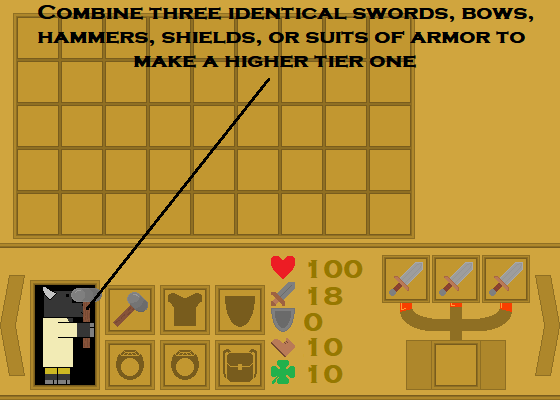 Combine three identical swords, bows,
hammers, shields, or suits of armor to
make a higher tier one
100
18
0
10
10